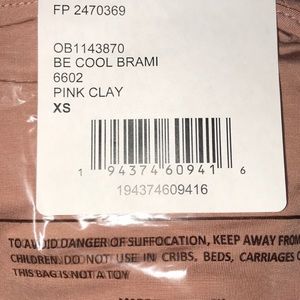 FP 2470369
OB1143870
BE COOL BRAMI
6602
PINK CLAY
XS
1 94374 60941 6
194374609416
TO AVOID DANGER OF SUFFOCATION, KEEP AWAY FROM
CHILDREN. DO NOT USE IN CRIBS, BEDS, CARRIAGES O
THIS BAG IS NOT A TOY